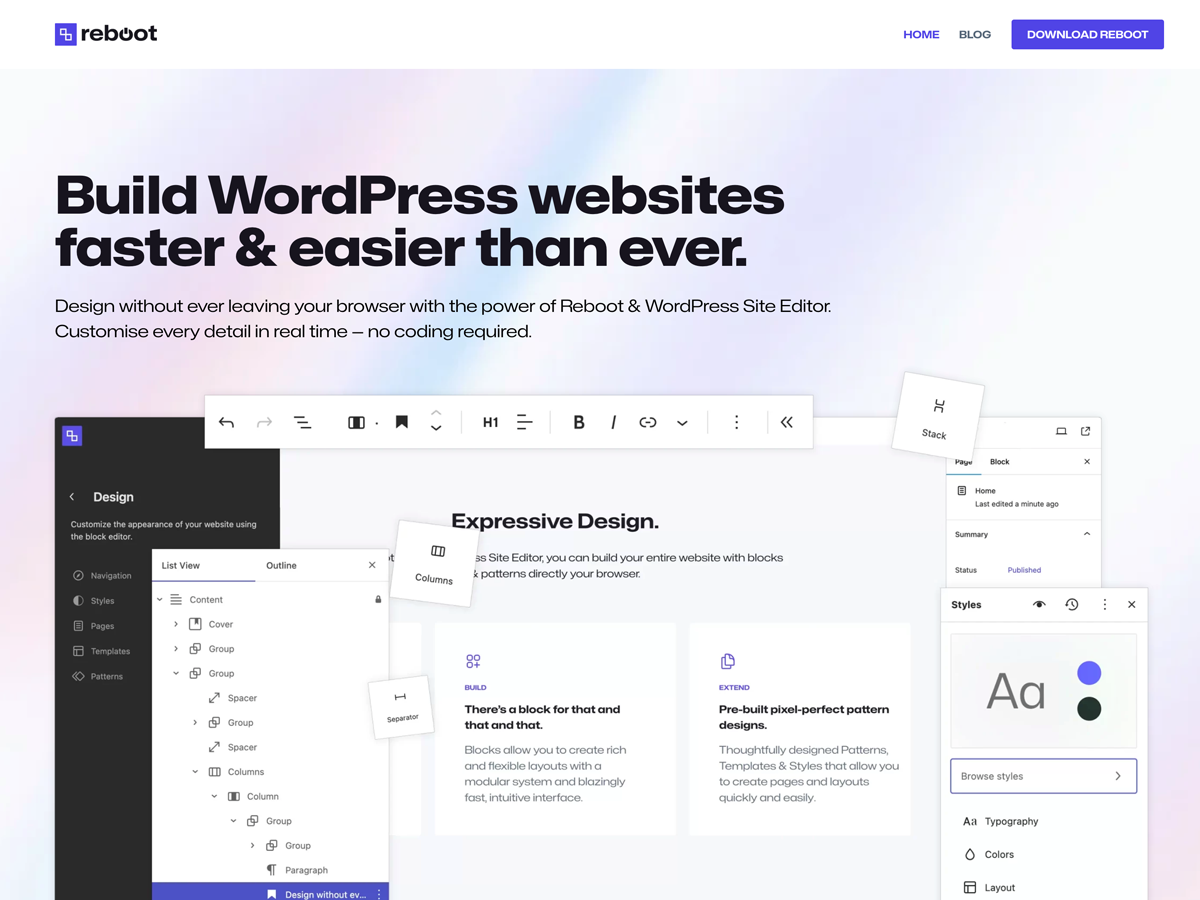 reboot
HOME
BLOG
DOWNLOAD REBOOT
Build WordPress websites
faster & easier than ever.
Design without ever leaving your browser with the power of Reboot & WordPress Site Editor.
Customise every detail in real time — no coding required.
H1
B
I
Stack
Design
Customize the appearance of your website using
the block editor.
Navigation
Styles
Pages
Templates
Patterns
List View
Outline
Content
Cover
Group
Group
Spacer
Group
Spacer
Columns
Column
Group
Group
Paragraph
Design without ev...
Columns
Separator
Expressive Design.
Site Editor, you can build your entire website with blocks
& patterns directly your browser.
BUILD
There's a block for that and
that and that.
Blocks allow you to create rich
and flexible layouts with a
modular system and blazingly
fast, intuitive interface.
EXTEND
Pre-built pixel-perfect pattern
designs.
Thoughtfully designed Patterns,
Templates & Styles that allow you
to create pages and layouts
quickly and easily.
Page
Block
Home
Last edited a minute ago
Summary
Status
Published
Styles
Aa
Browse styles
Aa Typography
Colors
Layout